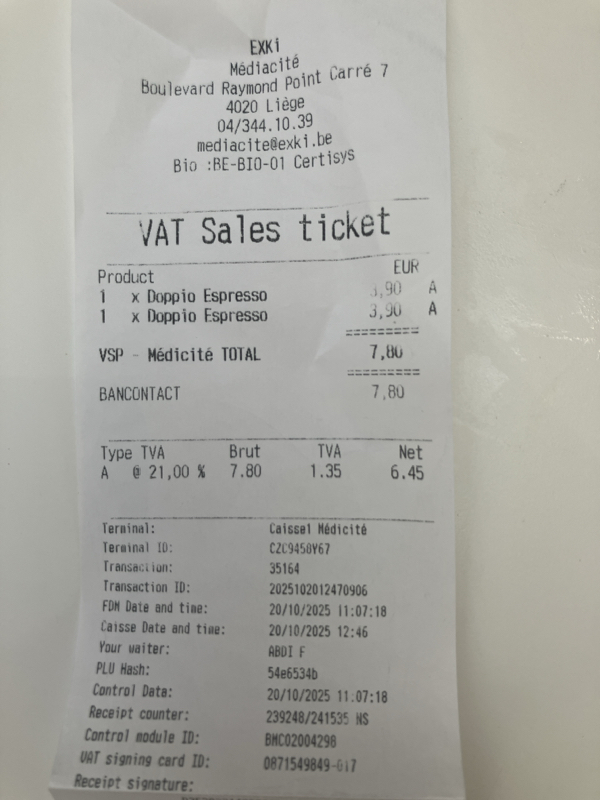 EXKi
Médiacité
Boulevard Raymond Point Carré 7
4020 Liège
04/344.10.39
mediacite@exki.be
Bio :BE-BIO-01 Certisys
VAT Sales ticket
Product EUR
1 x Doppio Espresso 3,90 A
1 x Doppio Espresso 3,90 A
=========
VSP - Médicité TOTAL 7,80
=========
BANCONTACT 7,80
Type TVA Brut TVA Net
A @ 21,00 % 7.80 1.35 6.45
Terminal: Caisse1 Médicité
Terminal ID: CZC9458Y67
Transaction: 35164
Transaction ID: 2025102012470906
FDM Date and time: 20/10/2025 11:07:18
Caisse Date and time: 20/10/2025 12:46
Your waiter: ABDI F
PLU Hash: 54e6534b
Control Data: 20/10/2025 11:07:18
Receipt counter: 239248/241535 NS
Control module ID: BMC02004298
VAT signing card ID: 0871549849-017
Receipt signature: